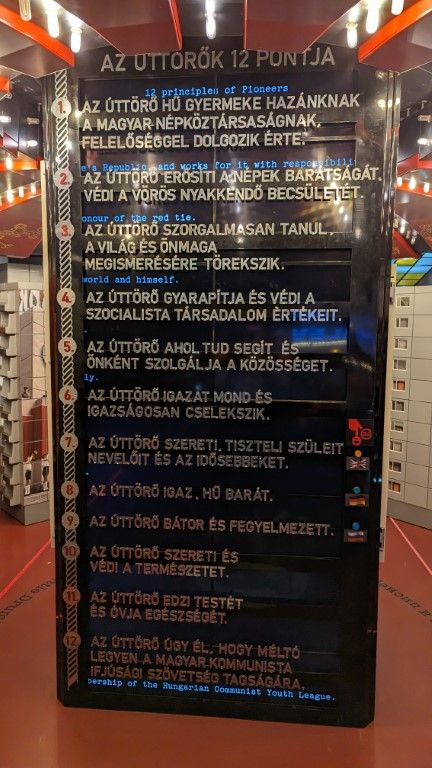 AZ ÚTTÖRŐK 12 PONTJA
12 principles of Pioneers
1. AZ ÚTTÖRŐ HŰ GYERMEKE HAZÁNKNAK
A MAGYAR NÉPKÖZTÁRSASÁGNAK,
FELELŐSÉGGEL DOLGOZIK ÉRTE.
s Republic, and works for it with responsibili
2. AZ ÚTTÖRŐ ERŐSÍTI A NÉPEK BARÁTSÁGÁT.
VÉDI A VÖRÖS NYAKKENDŐ BECSÜLETÉT.
onour of the red tie.
3. AZ ÚTTÖRŐ SZORGALMASAN TANUL,
A VILÁG ÉS ÖNMAGA
MEGISMERÉSÉRE TÖREKSZIK.
world and himself.
4. AZ ÚTTÖRŐ GYARAPÍTJA ÉS VÉDI A
SZOCIALISTA TÁRSADALOM ÉRTÉKEIT.
5. AZ ÚTTÖRŐ AHOL TUD SEGÍT ÉS
ÖNKÉNT SZOLGÁLJA A KÖZÖSSÉGET.
ly.
6. AZ ÚTTÖRŐ IGAZAT MOND ÉS
IGAZSÁGOSAN CSELEKSZIK.
7. AZ ÚTTÖRŐ SZERETI, TISZTELI SZÜLEIT
NEVELŐIT ÉS AZ IDŐSEBBEKET.
8. AZ ÚTTÖRŐ IGAZ, HŰ BARÁT.
9. AZ ÚTTÖRŐ BÁTOR ÉS FEGYELMEZETT.
10. AZ ÚTTÖRŐ SZERETI ÉS
VÉDI A TERMÉSZETET.
11. AZ ÚTTÖRŐ EDZI TESTÉT
ÉS ÓVJA EGÉSZSÉGÉT.
12. AZ ÚTTÖRŐ ÚGY ÉL, HOGY MÉLTÓ
LEGYEN A MAGYAR KOMMUNISTA
IFJÚSÁGI SZÖVETSÉG TAGSÁGÁRA.
bership of the Hungarian Communist Youth League.